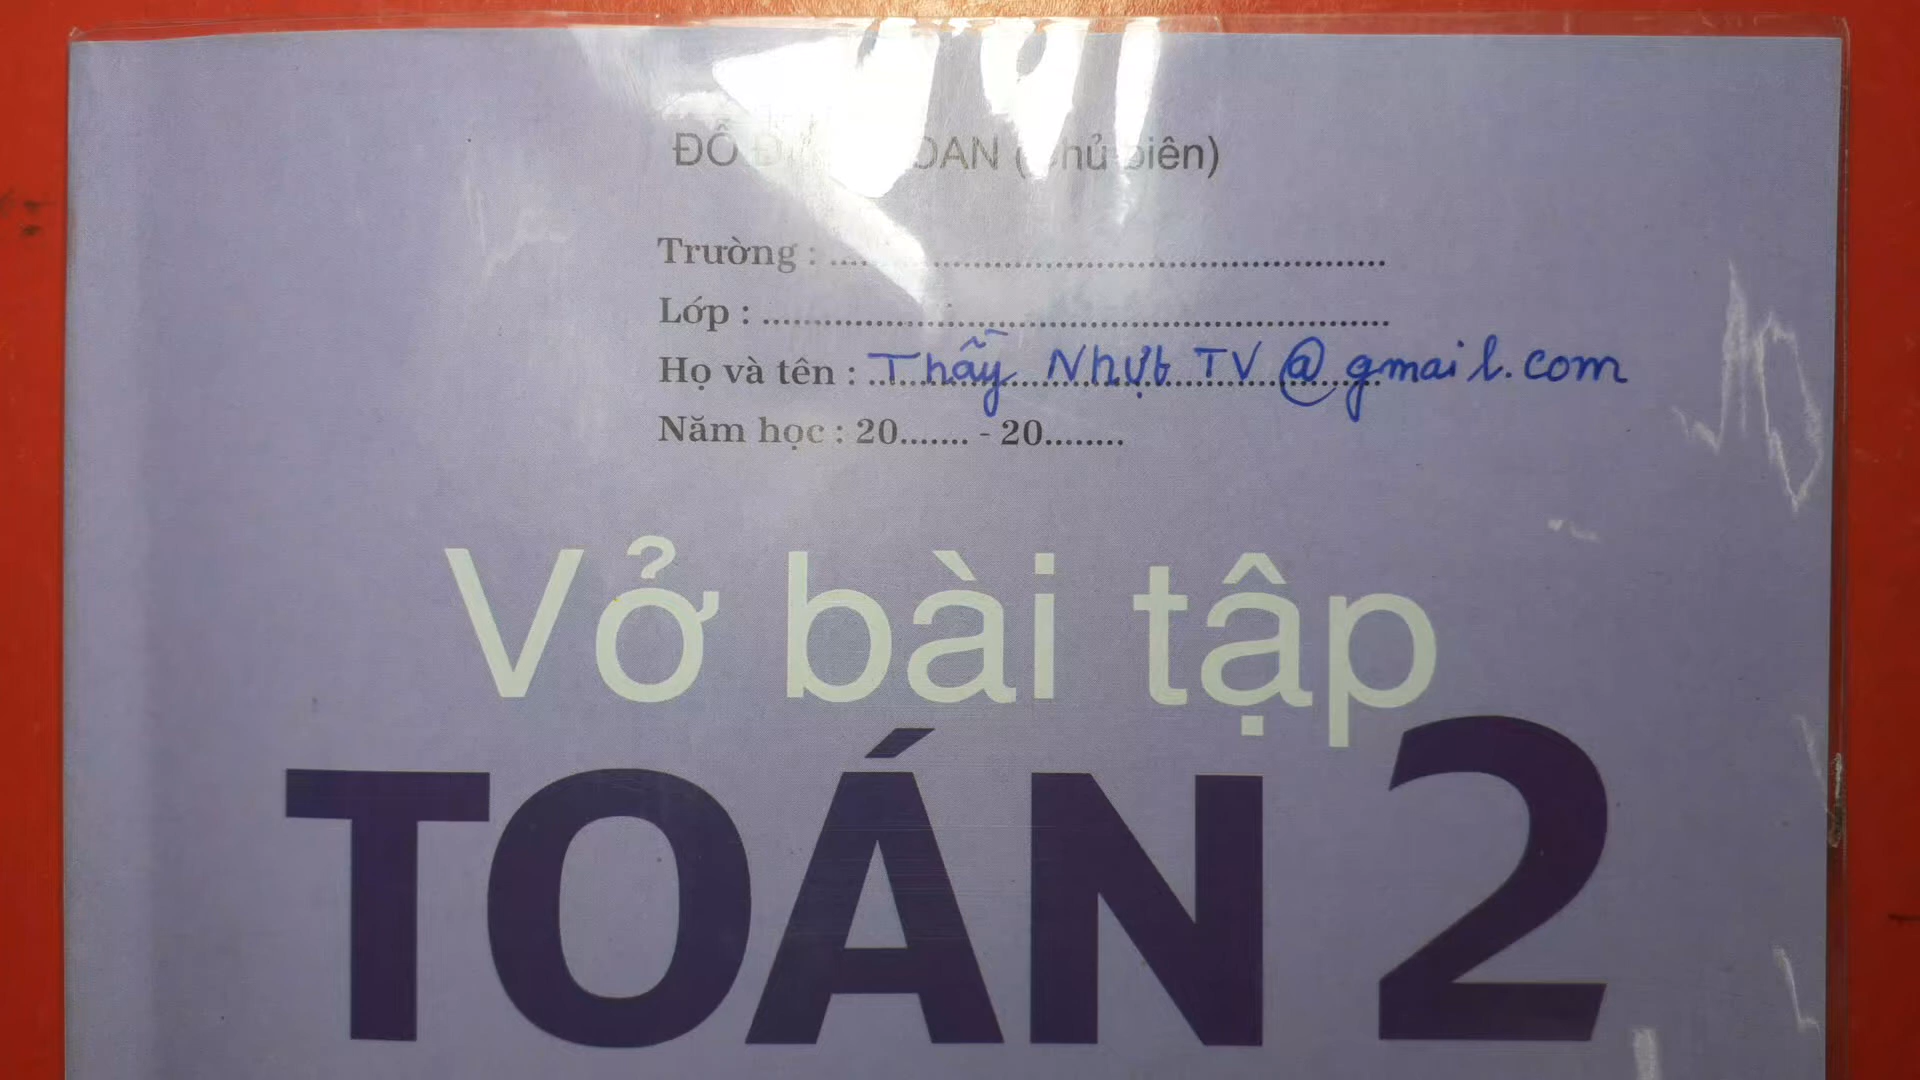 ĐỖ (Chủ biên)
Trường : ........................................................
Lớp : ........................................................
Họ và tên : Thầy Nhựt TV @gmail.com
Năm học : 20....... - 20........
Vở bài tập
TOÁN 2